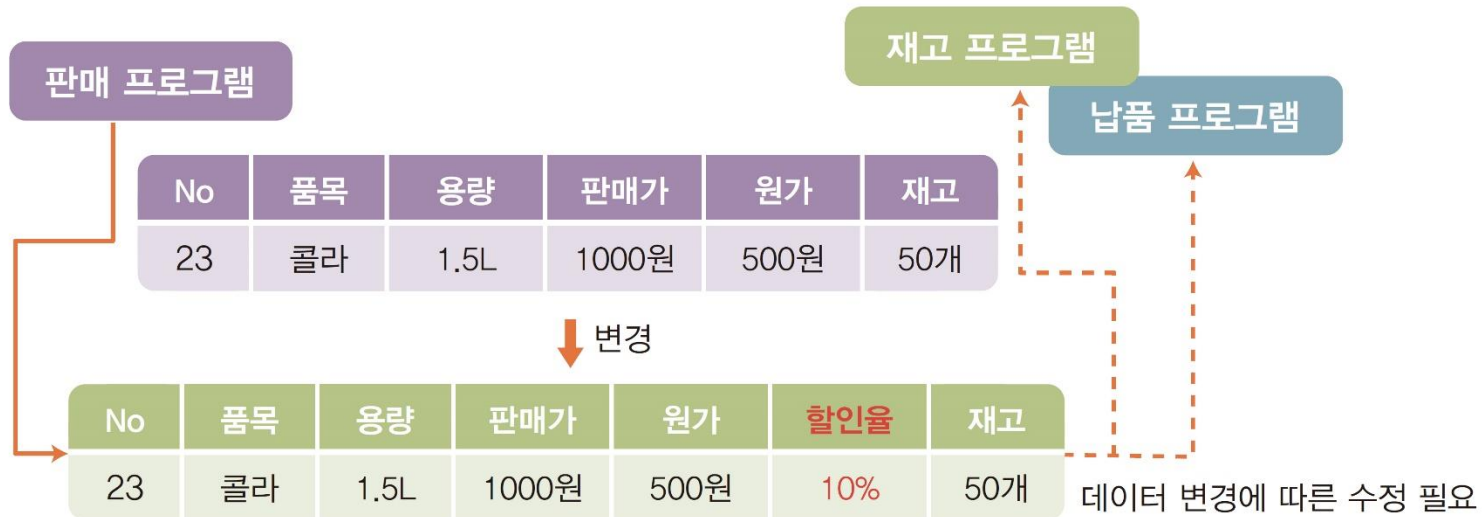 재고 프로그램
판매 프로그램
납품 프로그램
No 품목 용량 판매가 원가 재고
23 콜라 1.5L 1000원 500원 50개
변경
No 품목 용량 판매가 원가 할인율 재고
23 콜라 1.5L 1000원 500원 10% 50개
데이터 변경에 따른 수정 필요